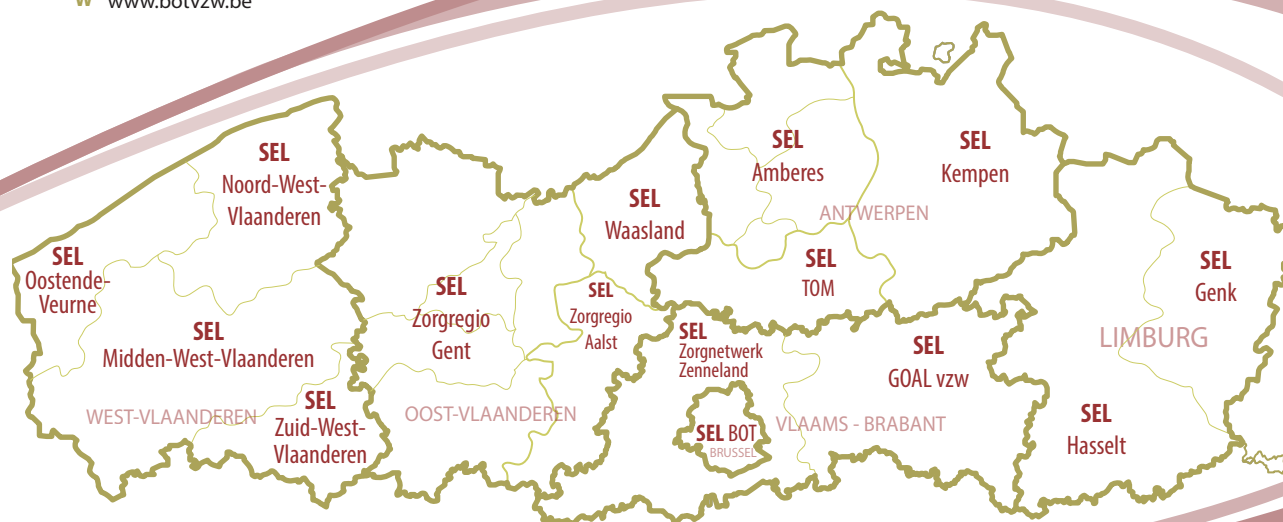 W www.botvzw.be
SEL
Noord-West-
Vlaanderen
SEL
Oostende-
Veurne
SEL
Midden-West-Vlaanderen
WEST-VLAANDEREN
SEL
Zuid-West-
Vlaanderen
SEL
Zorgregio
Gent
OOST-VLAANDEREN
SEL
Waasland
SEL
Zorgregio
Aalst
SEL
Amberes
ANTWERPEN
SEL
Kempen
SEL
TOM
SEL
Zorgnetwerk
Zenneland
SEL BOT
BRUSSEL
VLAAMS - BRABANT
SEL
GOAL vzw
SEL
Genk
LIMBURG
SEL
Hasselt